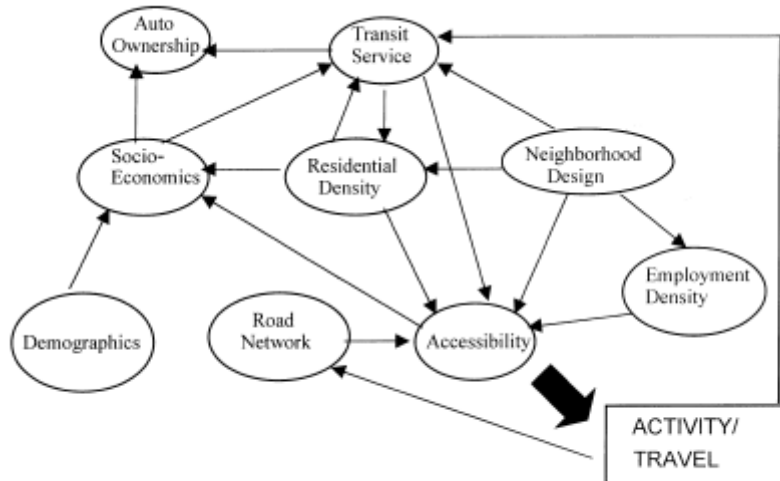 Auto
Ownership
Transit
Service
Socio-
Economics
Residential
Density
Neighborhood
Design
Employment
Density
Demographics
Road
Network
Accessibility
ACTIVITY/
TRAVEL